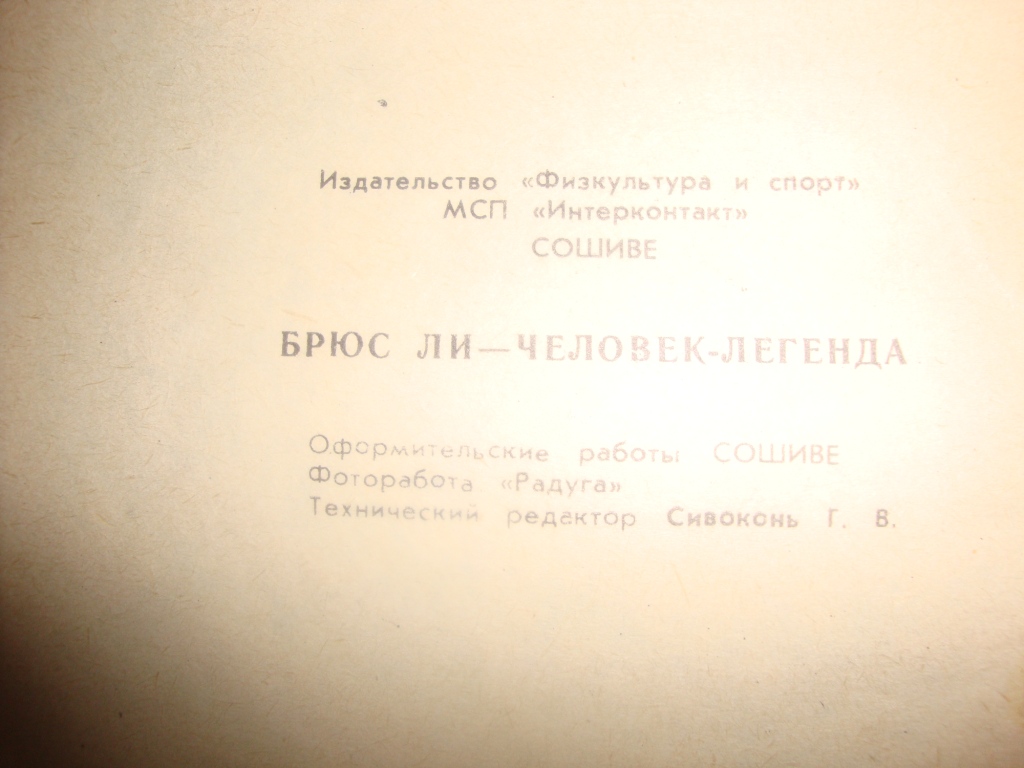 Издательство «Физкультура и спорт»
МСП «Интерконтакт»
СОШИВЕ
БРЮС ЛИ — ЧЕЛОВЕК-ЛЕГЕНДА
Оформительские работы СОШИВЕ
Фоторабота «Радуга»
Технический редактор Сивоконь Г. В.